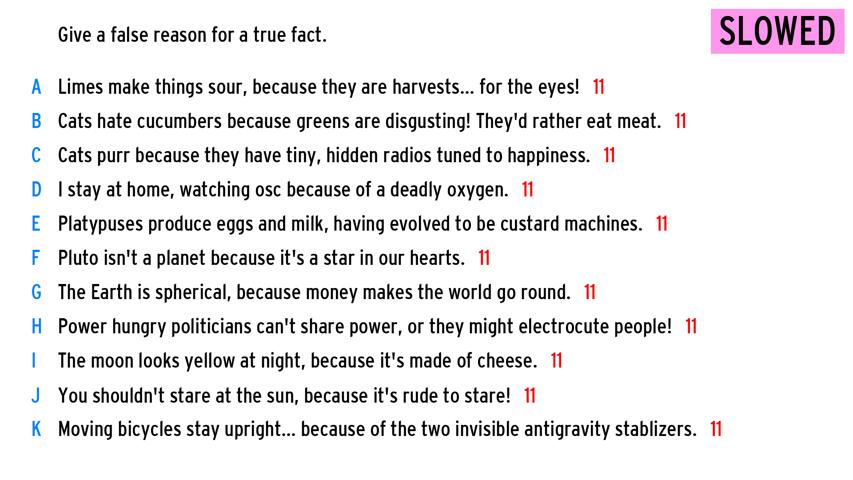 Give a false reason for a true fact.
SLOWED
A Limes make things sour, because they are harvests... for the eyes! 11
B Cats hate cucumbers because greens are disgusting! They'd rather eat meat. 11
C Cats purr because they have tiny, hidden radios tuned to happiness. 11
D I stay at home, watching osc because of a deadly oxygen. 11
E Platypuses produce eggs and milk, having evolved to be custard machines. 11
F Pluto isn't a planet because it's a star in our hearts. 11
G The Earth is spherical, because money makes the world go round. 11
H Power hungry politicians can't share power, or they might electrocute people! 11
I The moon looks yellow at night, because it's made of cheese. 11
J You shouldn't stare at the sun, because it's rude to stare! 11
K Moving bicycles stay upright... because of the two invisible antigravity stablizers. 11